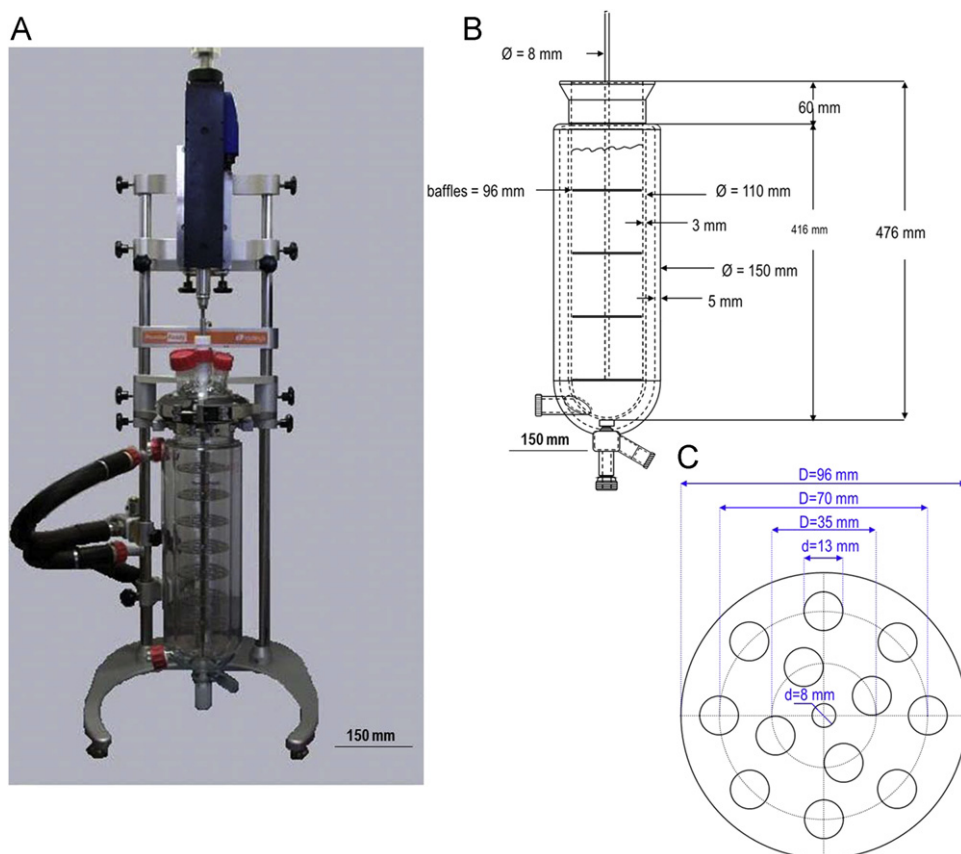 A
150 mm
B
Ø = 8 mm
60 mm
baffles = 96 mm
Ø = 110 mm
3 mm
416 mm
476 mm
Ø = 150 mm
5 mm
150 mm
C
D=96 mm
D=70 mm
D=35 mm
d=13 mm
d=8 mm